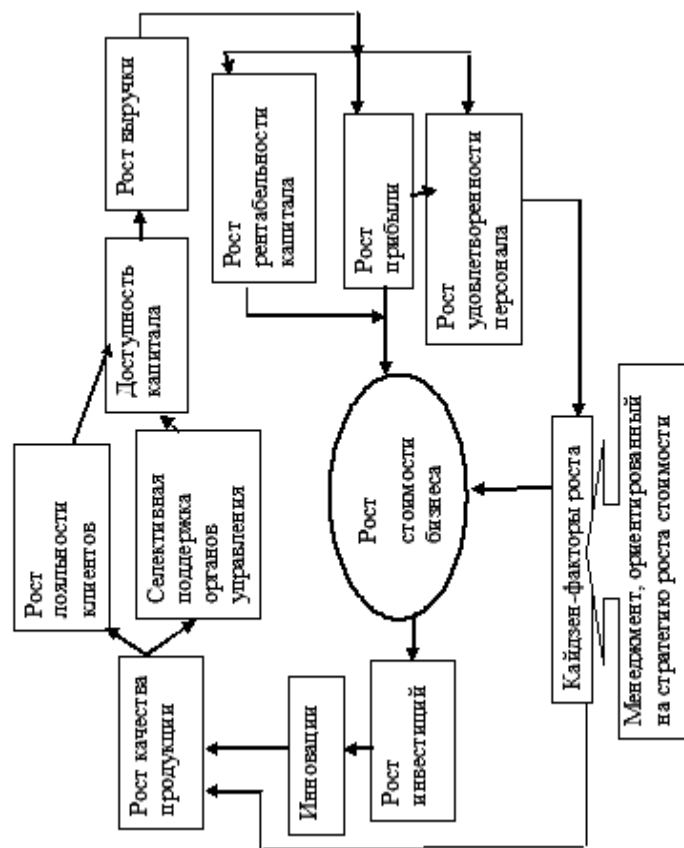 Рост качества
продукции
Рост
лояльности
клиентов
Селективная
поддержка
органов
управления
Доступность
капитала
Рост выручки
Инновации
Рост
инвестиций
Рост
стоимости
бизнеса
Рост
рентабельности
капитала
Рост
прибыли
Рост
удовлетворенности
персонала
Кайдзен-факторы роста
Менеджмент, ориентированный
на стратегию роста стоимости